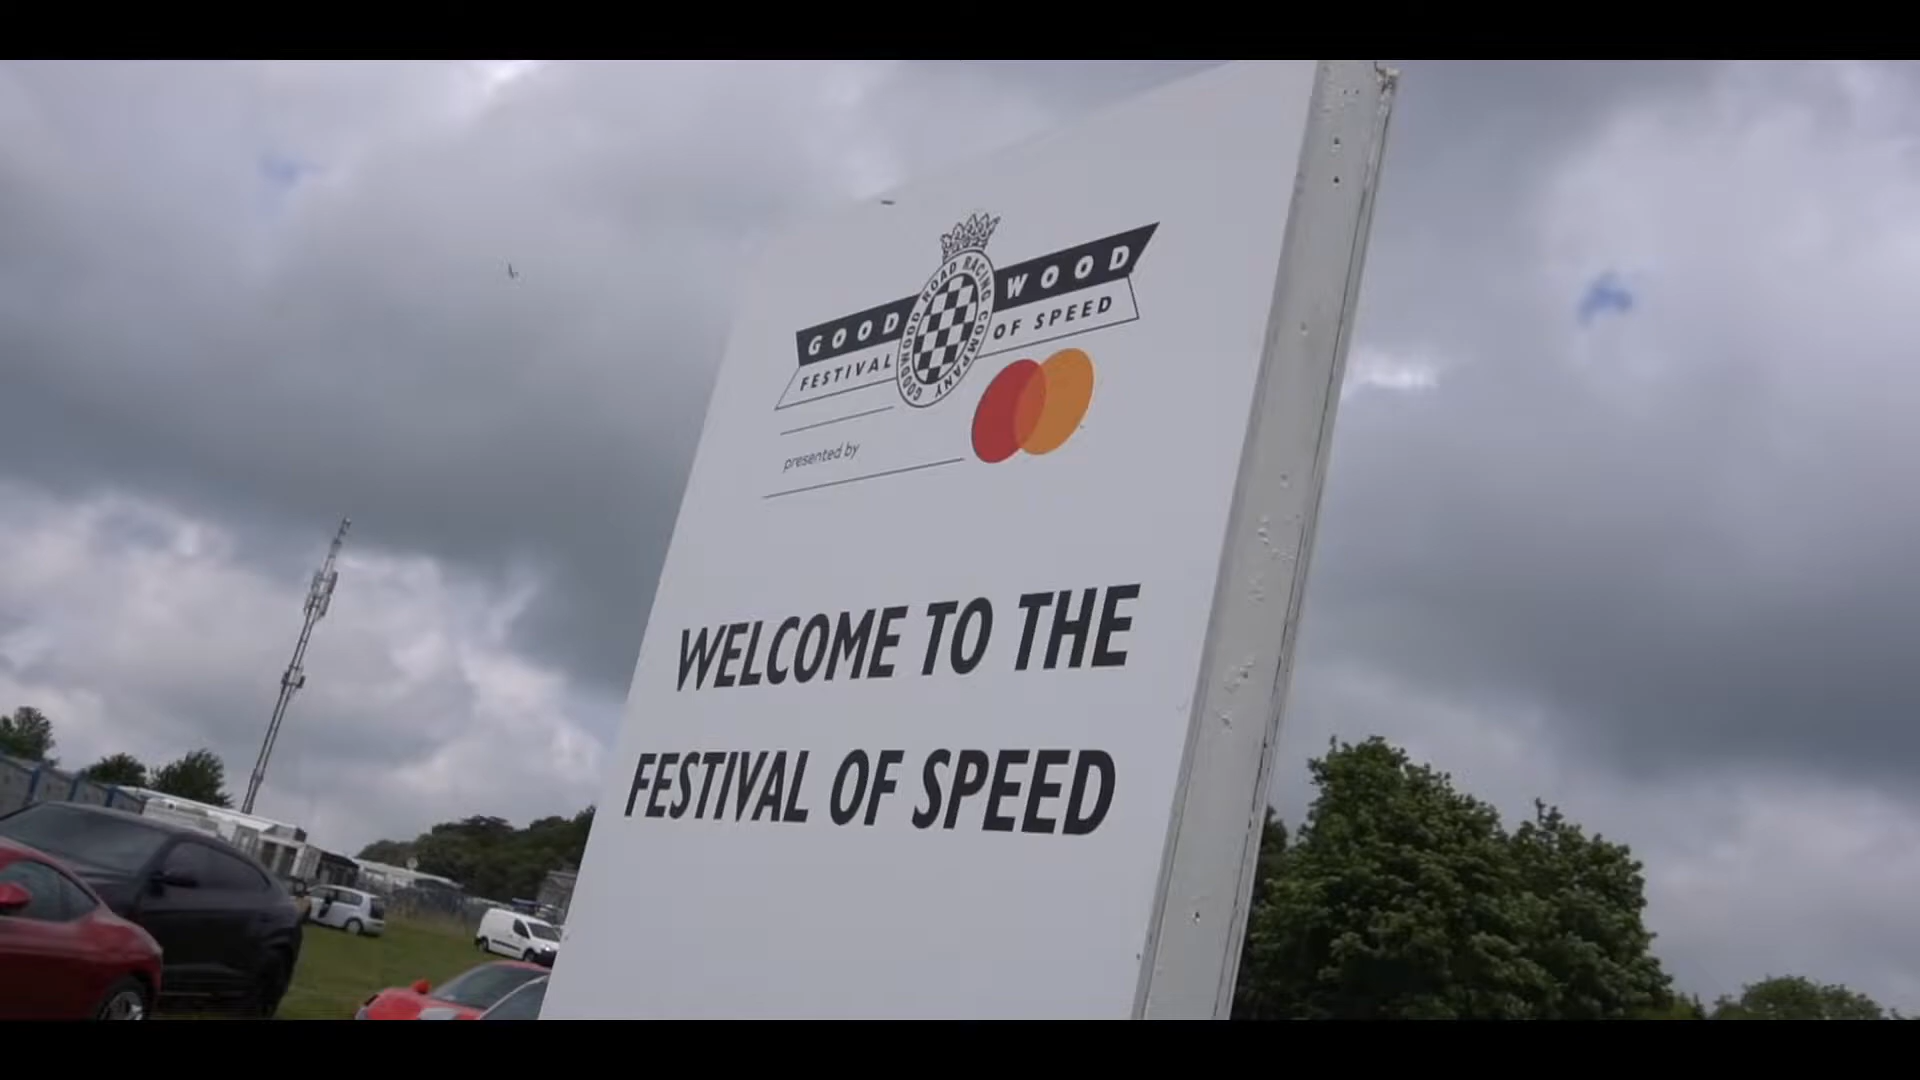 GOODWOOD
FESTIVAL OF SPEED
GOODWOOD ROAD RACING COMPANY
presented by
WELCOME TO THE
FESTIVAL OF SPEED